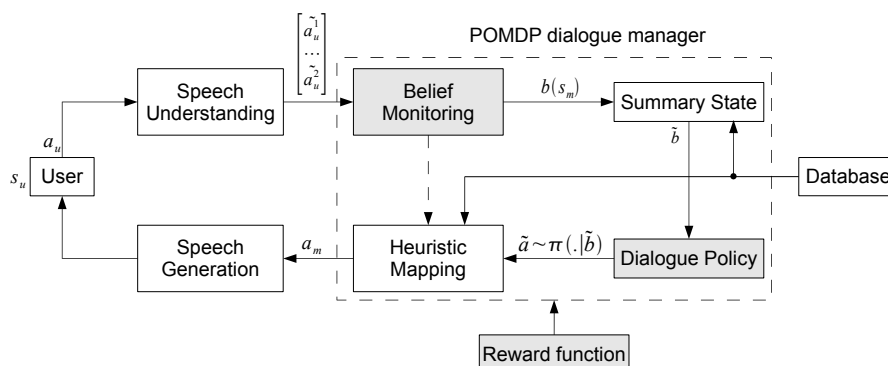 POMDP dialogue manager
[ã_u^1
…
ã_u^2]
Speech
Understanding
Belief
Monitoring
b(s_m)
Summary State
a_u
b̃
s_u
User
Database
Speech
Generation
a_m
Heuristic
Mapping
ã~π(.|b̃)
Dialogue Policy
Reward function